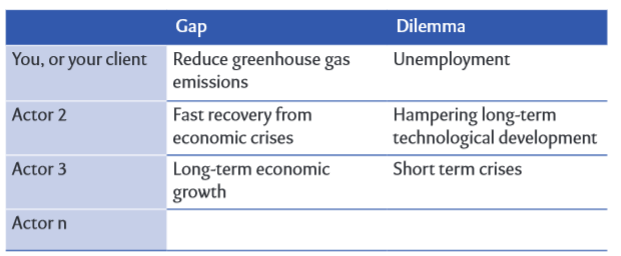 Gap Dilemma
You, or your client Reduce greenhouse gas Unemployment
emissions
Actor 2 Fast recovery from Hampering long-term
economic crises technological development
Actor 3 Long-term economic Short term crises
growth
Actor n